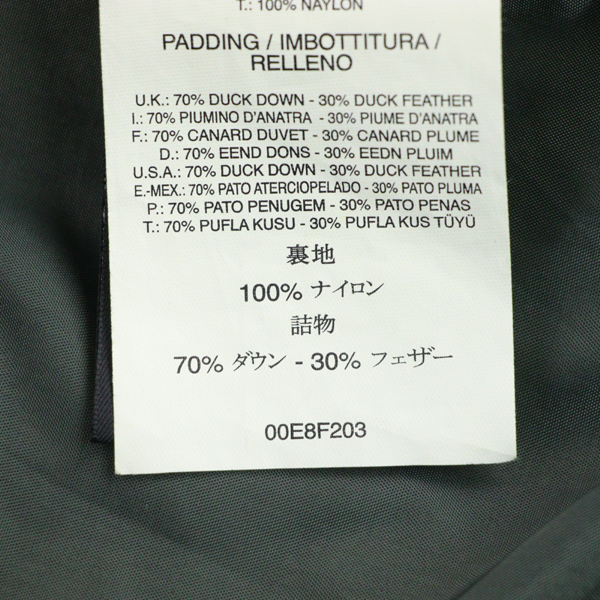 T.: 100% NAYLON
PADDING / IMBOTTITURA /
RELLENO
U.K.: 70% DUCK DOWN - 30% DUCK FEATHER
I.: 70% PIUMINO D'ANATRA - 30% PIUME D'ANATRA
F.: 70% CANARD DUVET - 30% CANARD PLUME
D.: 70% EEND DONS - 30% EEDN PLUIM
U.S.A.: 70% DUCK DOWN - 30% DUCK FEATHER
E.-MEX.: 70% PATO ATERCIOPELADO - 30% PATO PLUMA
P.: 70% PATO PENUGEM - 30% PATO PENAS
T.: 70% PUFLA KUSU - 30% PUFLA KUS TÜYÜ
裏地
100% ナイロン
詰物
70% ダウン - 30% フェザー
00E8F203